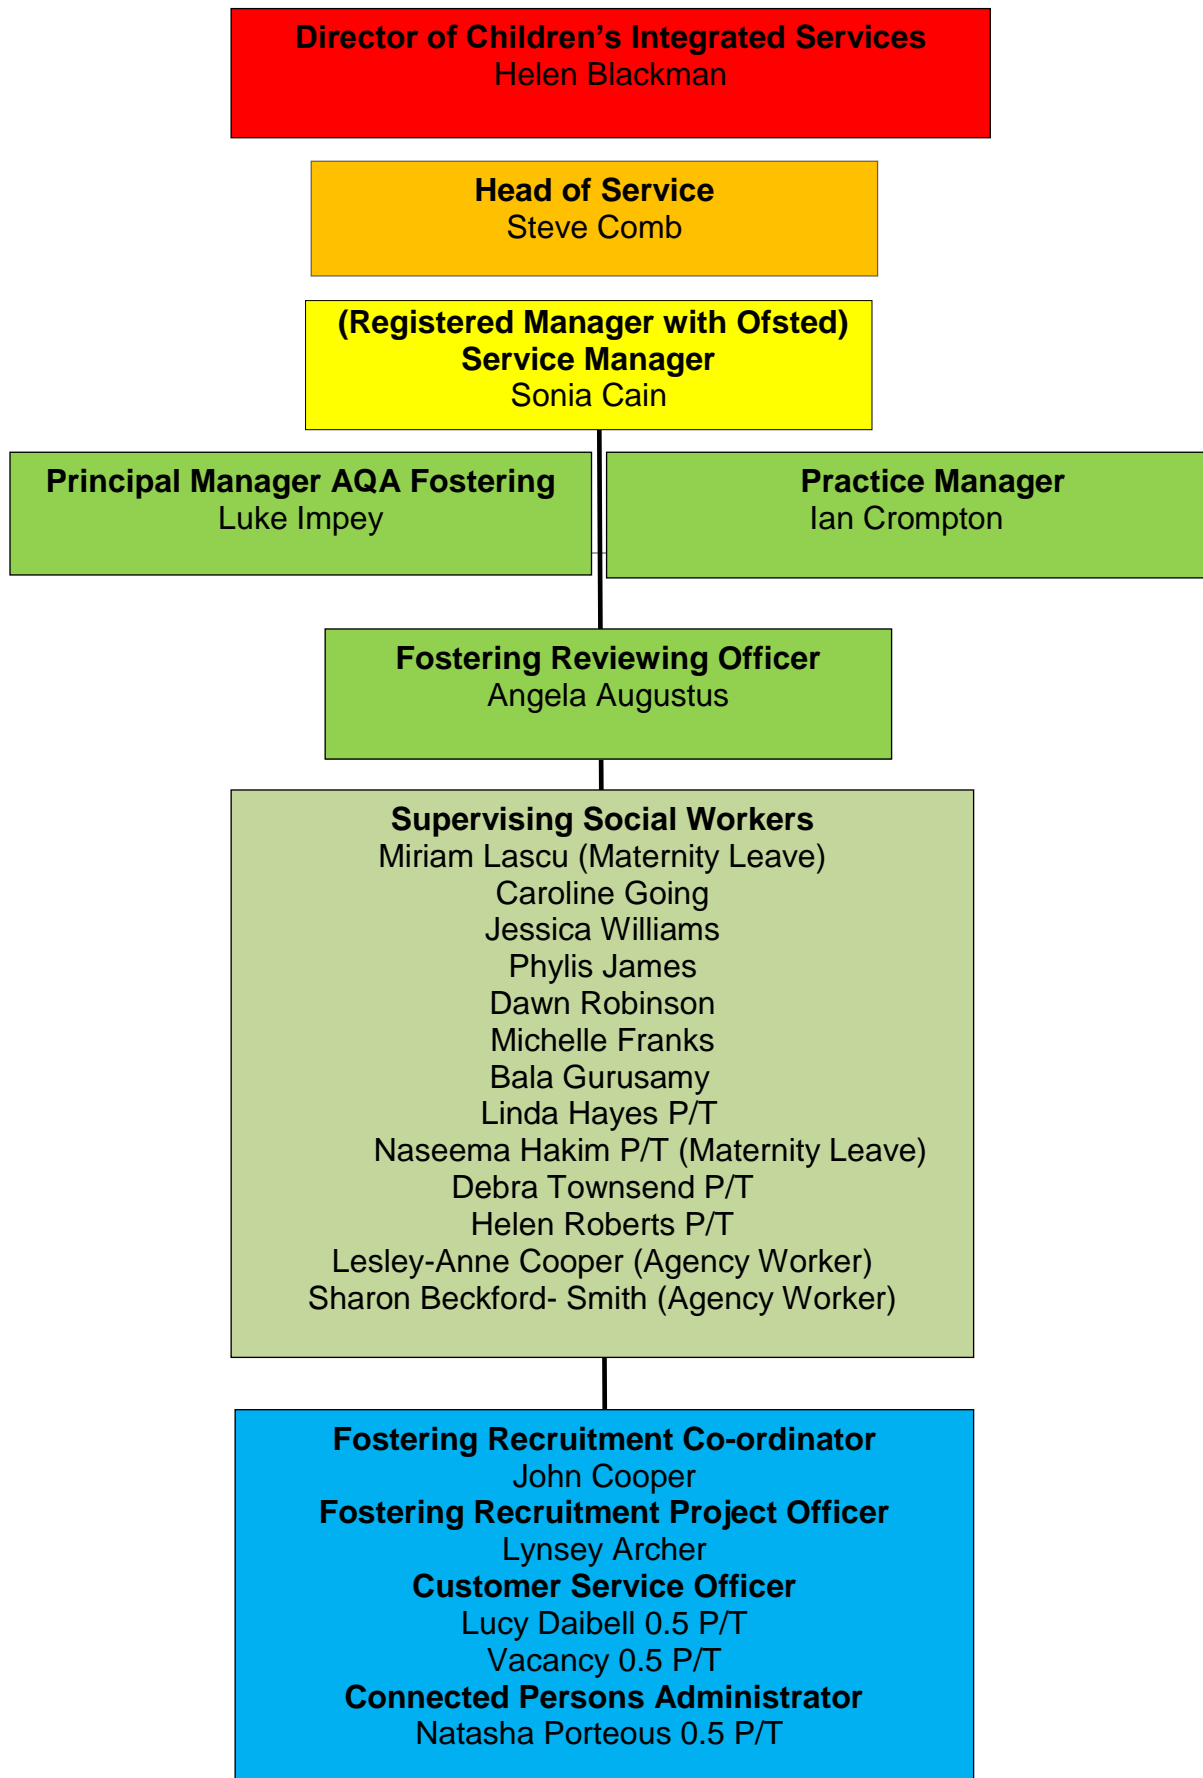 Director of Children’s Integrated Services
Helen Blackman
Head of Service
Steve Comb
(Registered Manager with Ofsted)
Service Manager
Sonia Cain
Principal Manager AQA Fostering
Luke Impey
Practice Manager
Ian Crompton
Fostering Reviewing Officer
Angela Augustus
Supervising Social Workers
Miriam Lascu (Maternity Leave)
Caroline Going
Jessica Williams
Phylis James
Dawn Robinson
Michelle Franks
Bala Gurusamy
Linda Hayes P/T
Naseema Hakim P/T (Maternity Leave)
Debra Townsend P/T
Helen Roberts P/T
Lesley-Anne Cooper (Agency Worker)
Sharon Beckford- Smith (Agency Worker)
Fostering Recruitment Co-ordinator
John Cooper
Fostering Recruitment Project Officer
Lynsey Archer
Customer Service Officer
Lucy Daibell 0.5 P/T
Vacancy 0.5 P/T
Connected Persons Administrator
Natasha Porteous 0.5 P/T